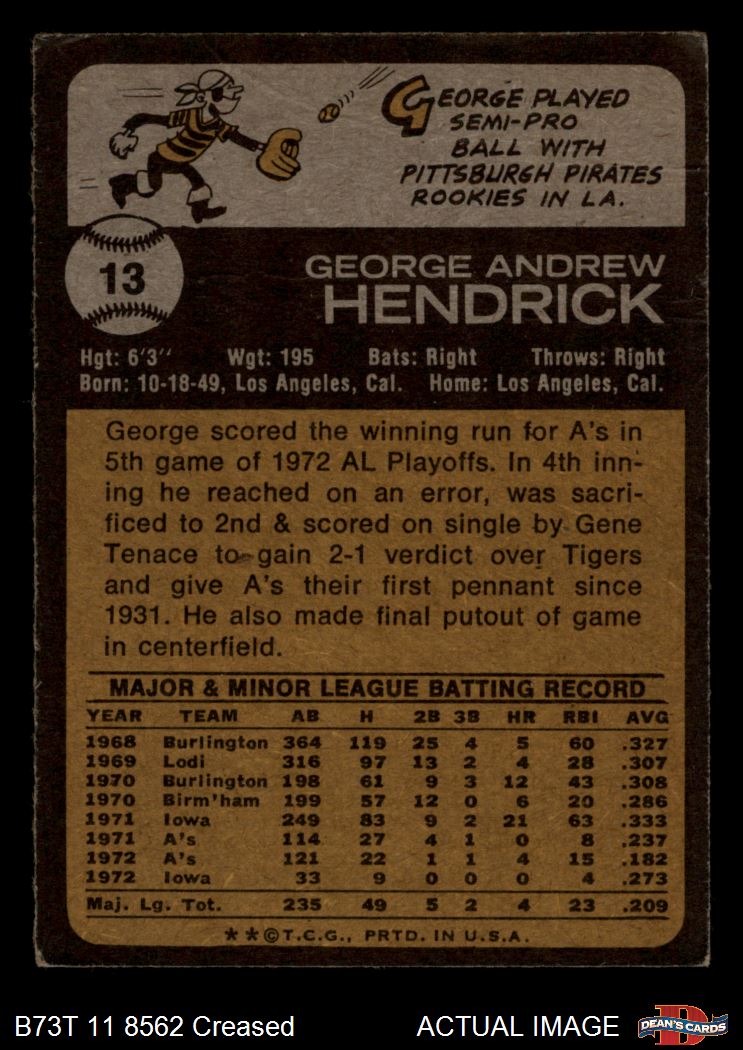 GEORGE PLAYED
SEMI-PRO
BALL WITH
PITTSBURGH PIRATES
ROOKIES IN LA.
13
GEORGE ANDREW
HENDRICK
Hgt: 6'3" Wgt: 195 Bats: Right Throws: Right
Born: 10-18-49, Los Angeles, Cal. Home: Los Angeles, Cal.
George scored the winning run for A's in
5th game of 1972 AL Playoffs. In 4th inn-
ing he reached on an error, was sacri-
ficed to 2nd & scored on single by Gene
Tenace to gain 2-1 verdict over Tigers
and give A's their first pennant since
1931. He also made final putout of game
in centerfield.
MAJOR & MINOR LEAGUE BATTING RECORD
YEAR TEAM AB H 2B 3B HR RBI AVG
1968 Burlington 364 119 25 4 5 60 .327
1969 Lodi 316 97 13 2 4 28 .307
1970 Burlington 198 61 9 3 12 43 .308
1970 Birm'ham 199 57 12 0 6 20 .286
1971 Iowa 249 83 9 2 21 63 .333
1971 A's 114 27 4 1 0 8 .237
1972 A's 121 22 1 1 4 15 .182
1972 Iowa 33 9 0 0 0 4 .273
Maj. Lg. Tot. 235 49 5 2 4 23 .209
**©T.C.G., PRTD. IN U.S.A.
B73T 11 8562 Creased ACTUAL IMAGE
DEAN'S CARDS